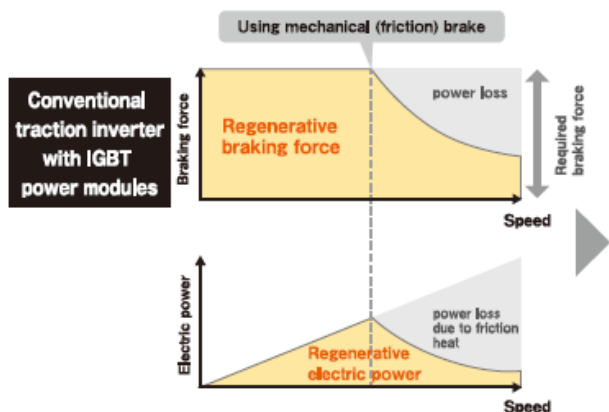 Using mechanical (friction) brake
Conventional
traction inverter
with IGBT
power modules
Braking force
Regenerative
braking force
power loss
Required
braking force
Speed
Electric power
Regenerative
electric power
power loss
due to friction
heat
Speed